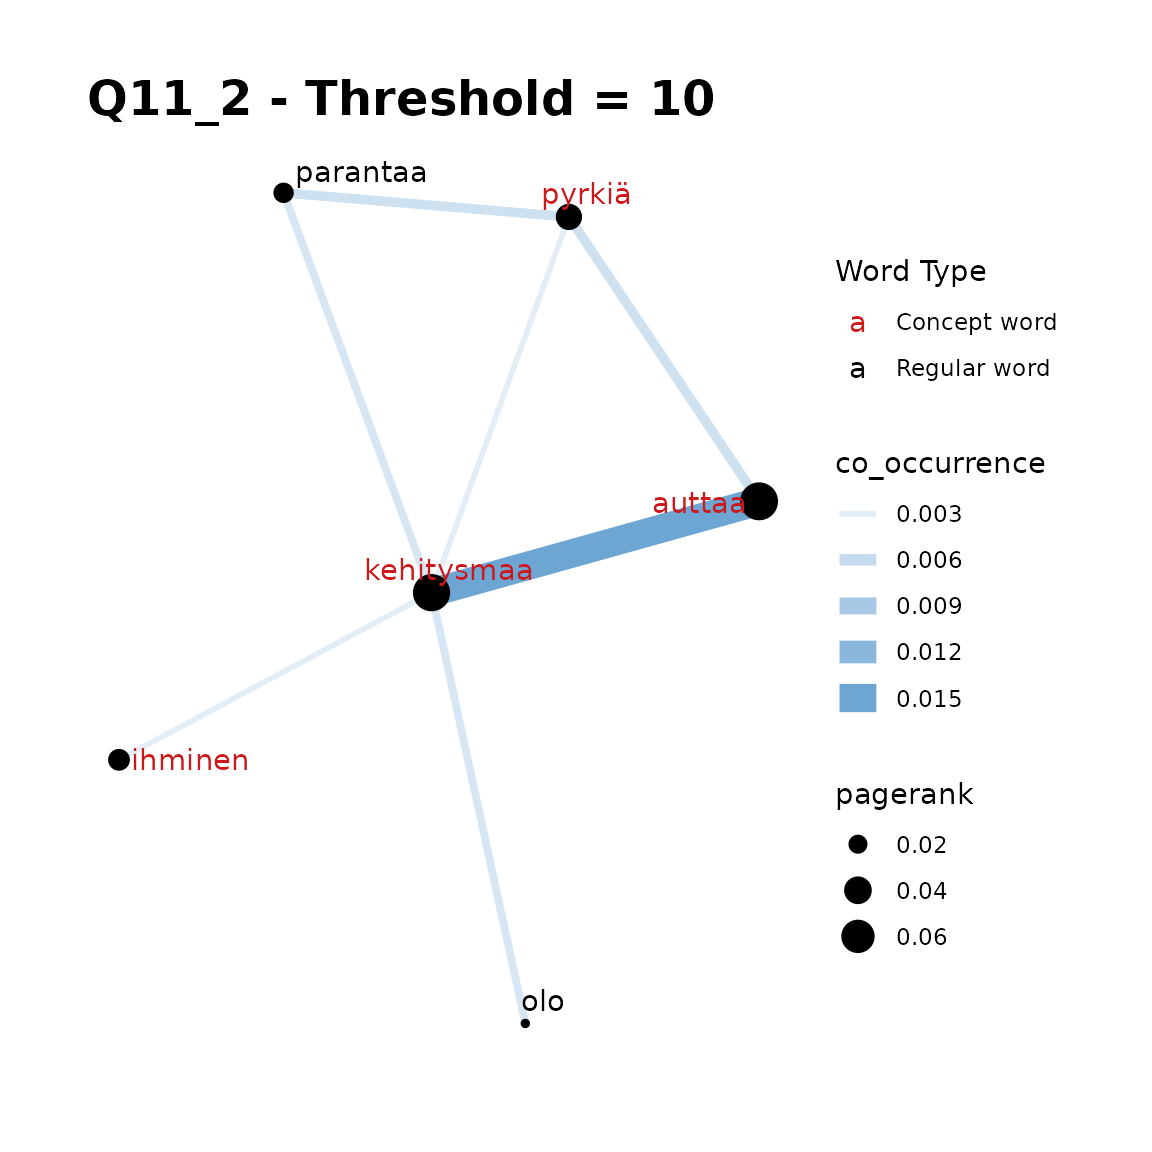 Q11_2 - Threshold = 10
parantaa
pyrkiä
auttaa
kehitysmaa
ihminen
olo
Word Type
a Concept word
a Regular word
co_occurrence
0.003
0.006
0.009
0.012
0.015
pagerank
0.02
0.04
0.06